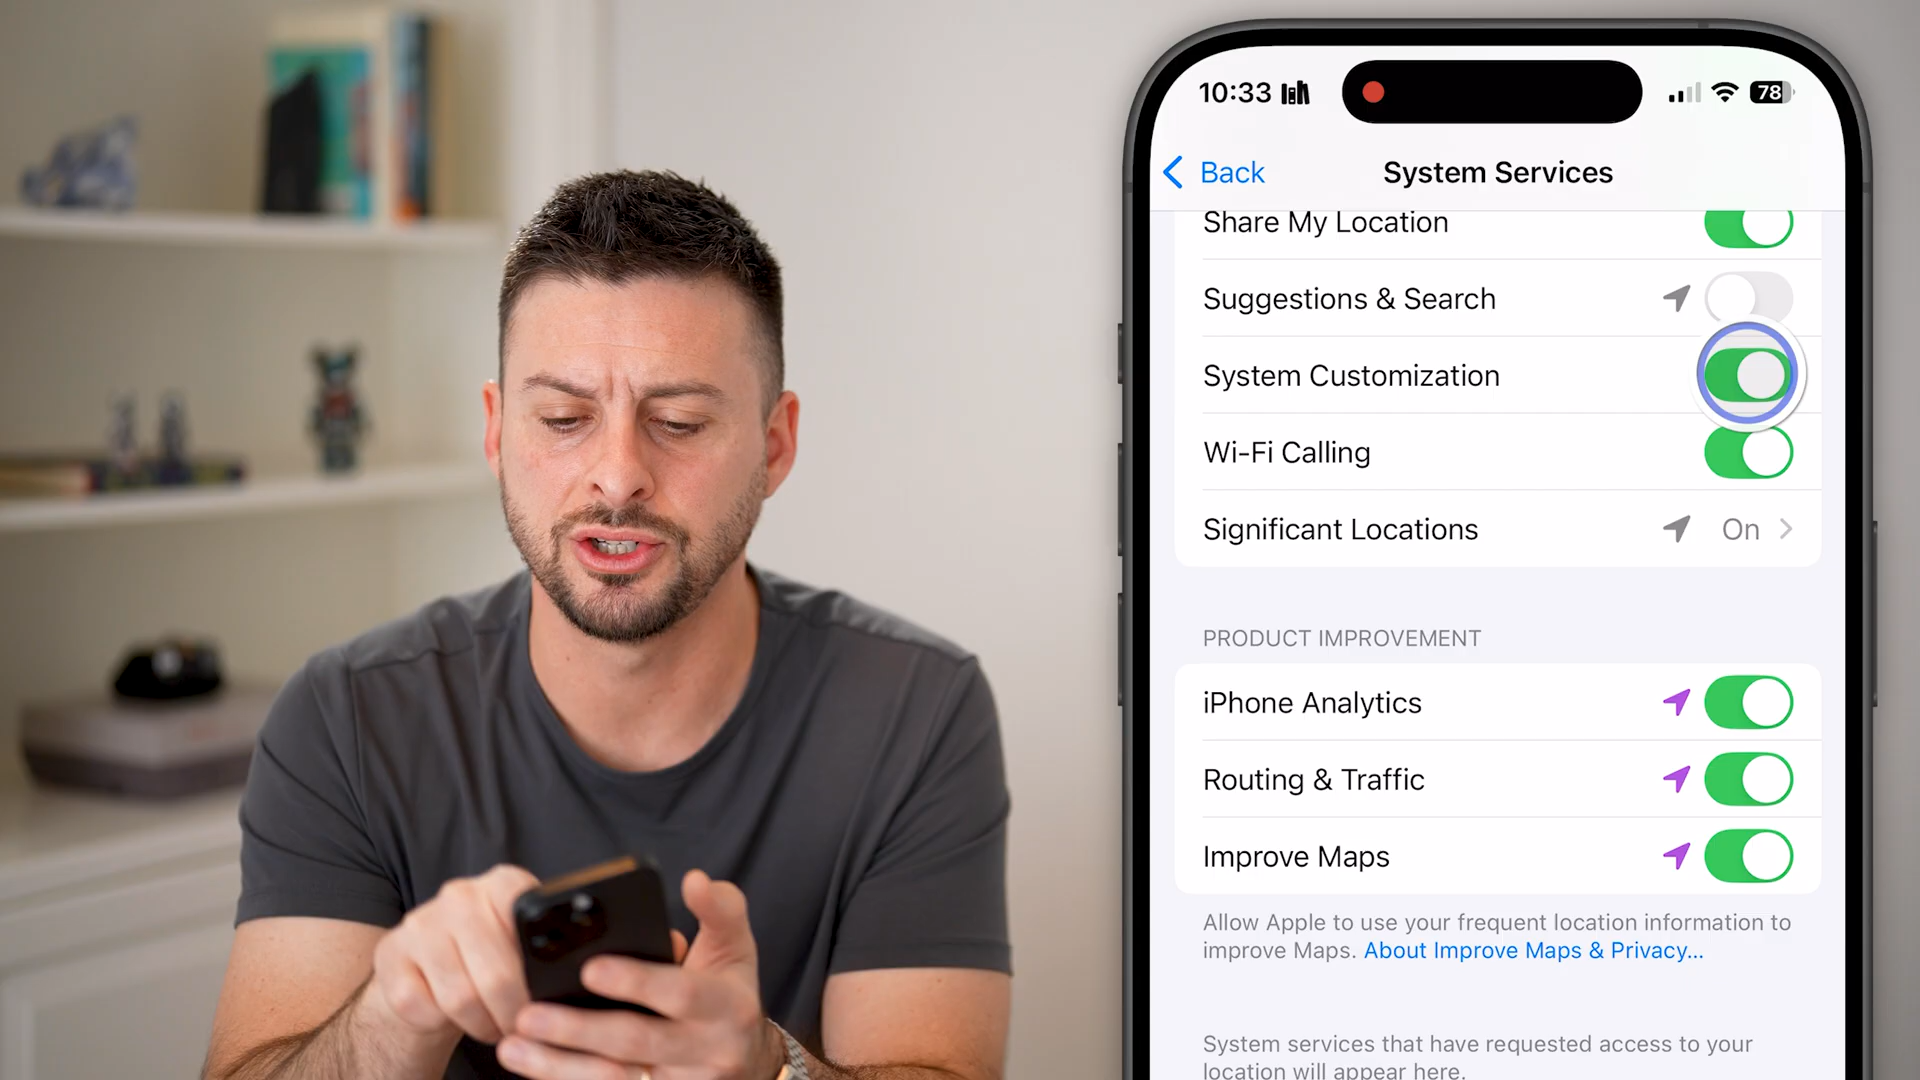 10:33
78
Back
System Services
Share My Location
Suggestions & Search
System Customization
Wi-Fi Calling
Significant Locations On
PRODUCT IMPROVEMENT
iPhone Analytics
Routing & Traffic
Improve Maps
Allow Apple to use your frequent location information to
improve Maps. About Improve Maps & Privacy...
System services that have requested access to your
location will appear here.